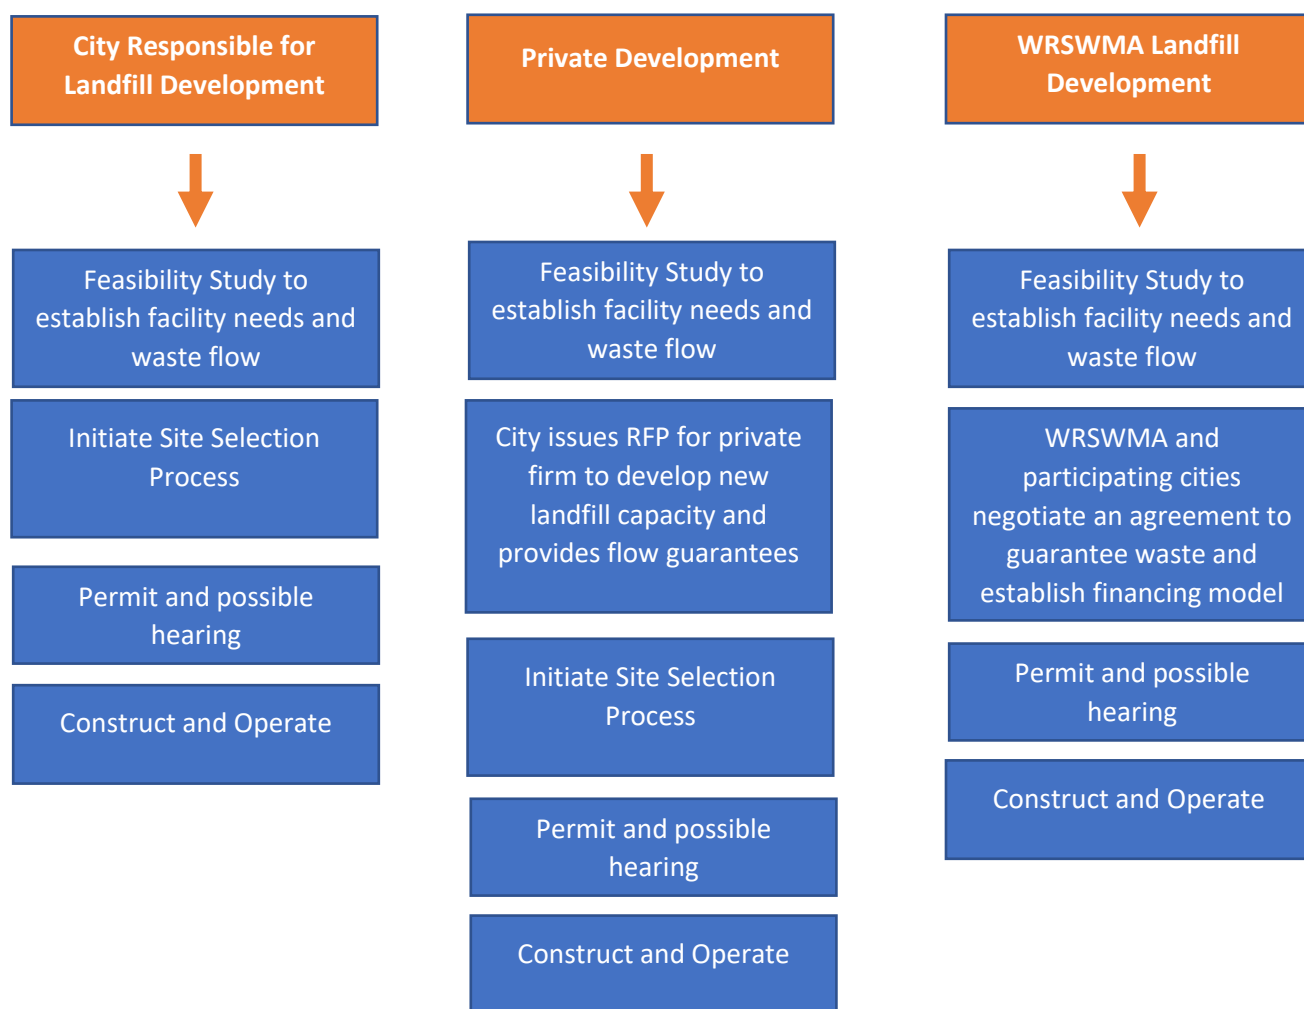 City Responsible for
Landfill Development
Feasibility Study to
establish facility needs and
waste flow
Initiate Site Selection
Process
Permit and possible
hearing
Construct and Operate
Private Development
Feasibility Study to
establish facility needs and
waste flow
City issues RFP for private
firm to develop new
landfill capacity and
provides flow guarantees
Initiate Site Selection
Process
Permit and possible
hearing
Construct and Operate
WRSWMA Landfill
Development
Feasibility Study to
establish facility needs and
waste flow
WRSWMA and
participating cities
negotiate an agreement to
guarantee waste and
establish financing model
Permit and possible
hearing
Construct and Operate